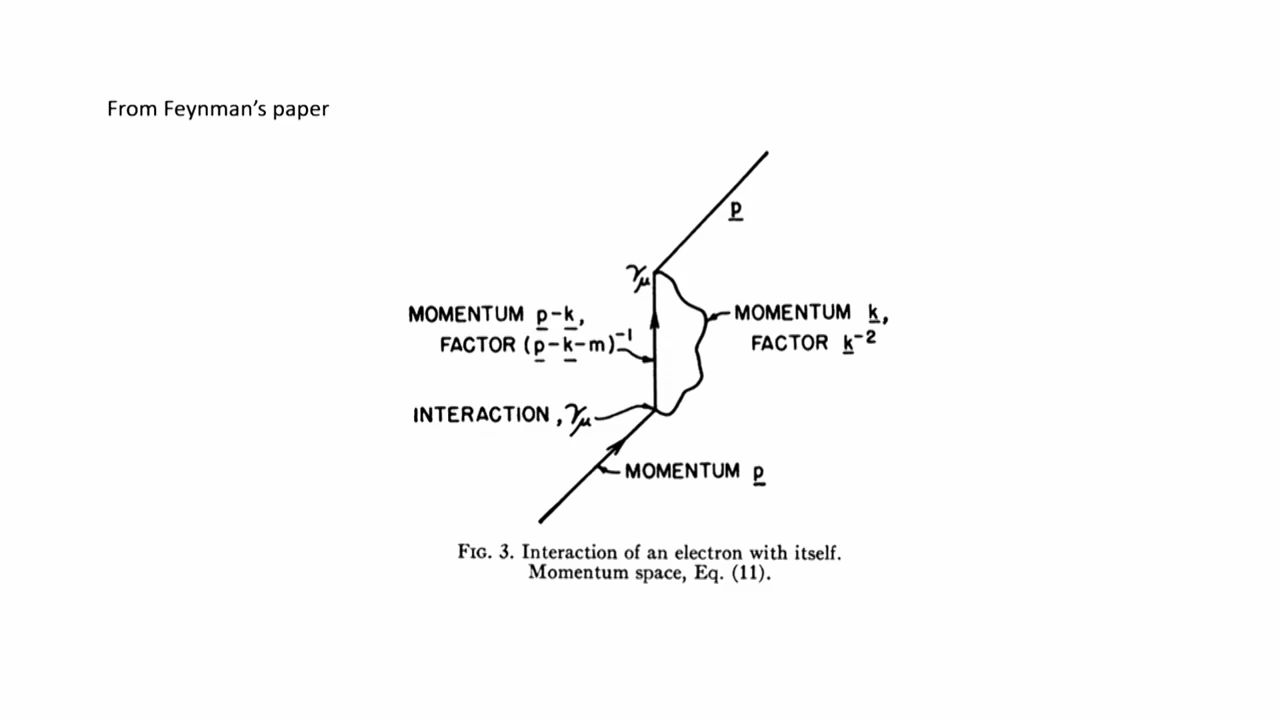 From Feynman’s paper
p
γμ
MOMENTUM p-k,
FACTOR (p-k-m)⁻¹
MOMENTUM k,
FACTOR k⁻²
INTERACTION, γμ
MOMENTUM p
FIG. 3. Interaction of an electron with itself.
Momentum space, Eq. (11).